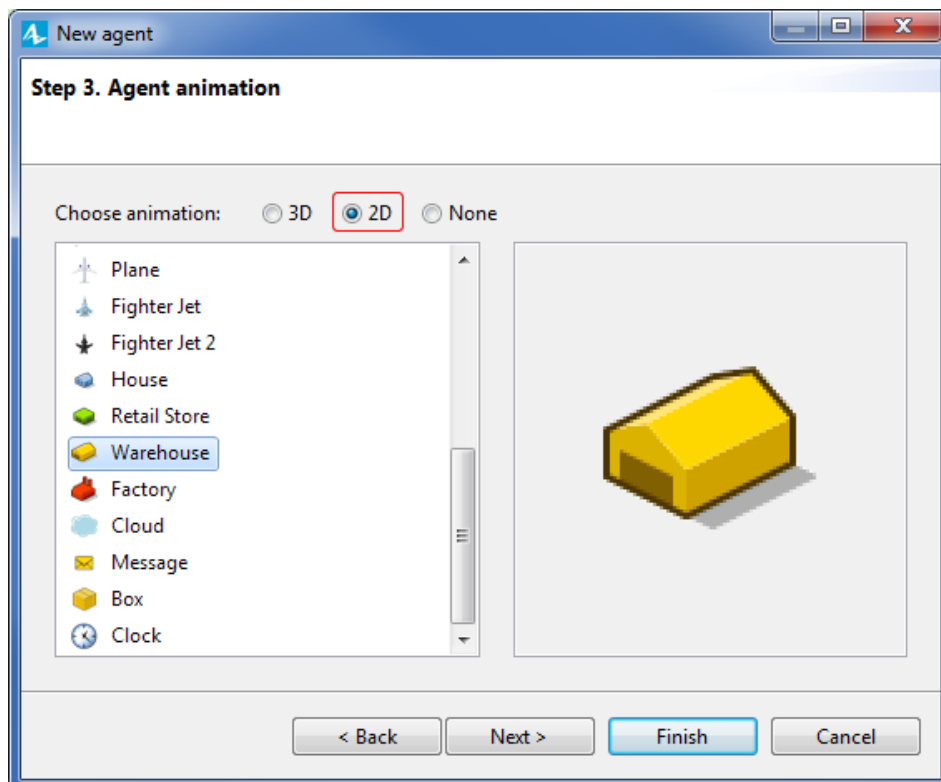 New agent
Step 3. Agent animation
Choose animation: 3D 2D None
Plane
Fighter Jet
Fighter Jet 2
House
Retail Store
Warehouse
Factory
Cloud
Message
Box
Clock
< Back Next > Finish Cancel